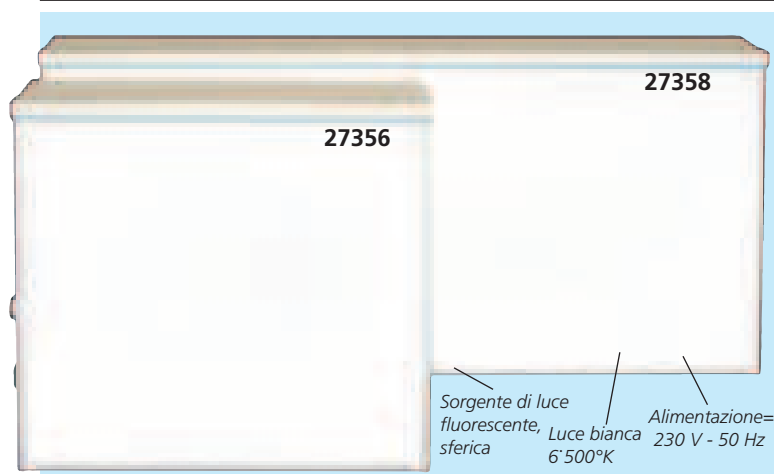 27358
27356
Sorgente di luce
fluorescente,
sferica
Luce bianca
6˙500°K
Alimentazione=
230 V - 50 Hz